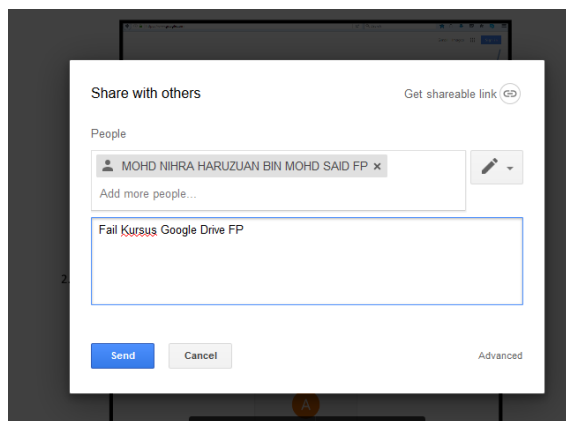 Share with others
Get shareable link
People
MOHD NIHRA HARUZUAN BIN MOHD SAID FP ×
Add more people...
Fail Kursus Google Drive FP
2.
Send
Cancel
Advanced
A